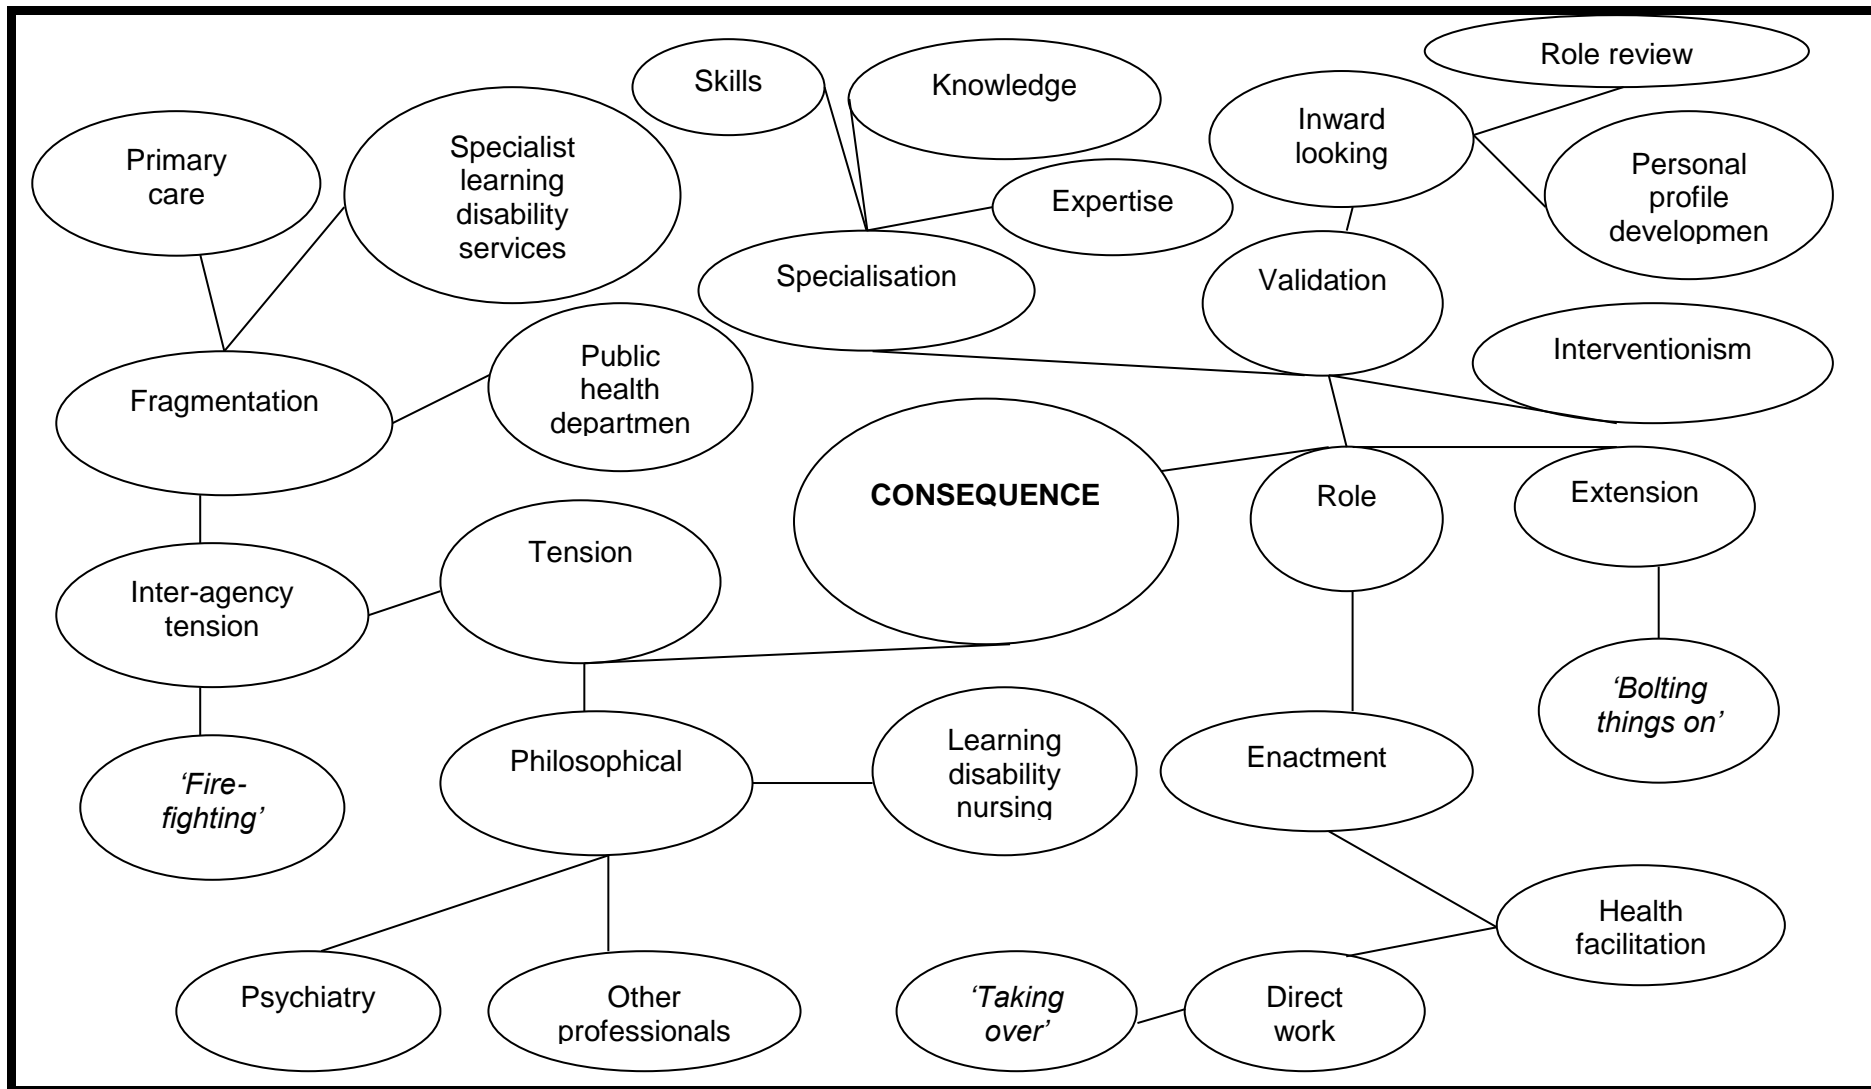 Role review
Skills
Knowledge
Inward
looking
Primary
care
Specialist
learning
disability
services
Personal
profile
developmen
Expertise
Specialisation
Validation
Public
health
departmen
Interventionism
Fragmentation
CONSEQUENCE
Role
Extension
Tension
Inter-agency
tension
'Bolting
things on'
Philosophical
Learning
disability
nursing
Enactment
'Fire-
fighting'
Health
facilitation
Psychiatry
Other
professionals
'Taking
over'
Direct
work